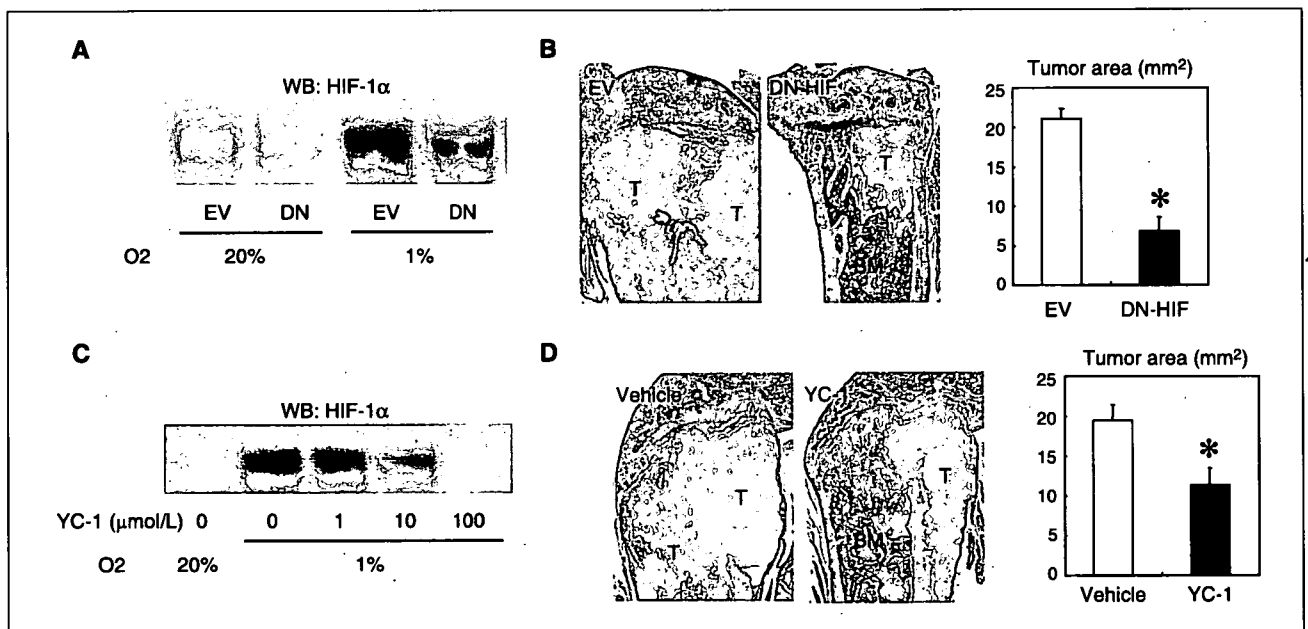 A
WB: HIF-1α
EV DN EV DN
O2 20% 1%
B
EV
T
T
DN-HIF
T
BM
Tumor area (mm²)
25
20
15
10
5
0
*
EV DN-HIF
C
WB: HIF-1α
YC-1 (μmol/L) 0 0 1 10 100
O2 20% 1%
D
Vehicle
T
T
YC-1
T
BM
Tumor area (mm²)
25
20
15
10
5
0
*
Vehicle YC-1